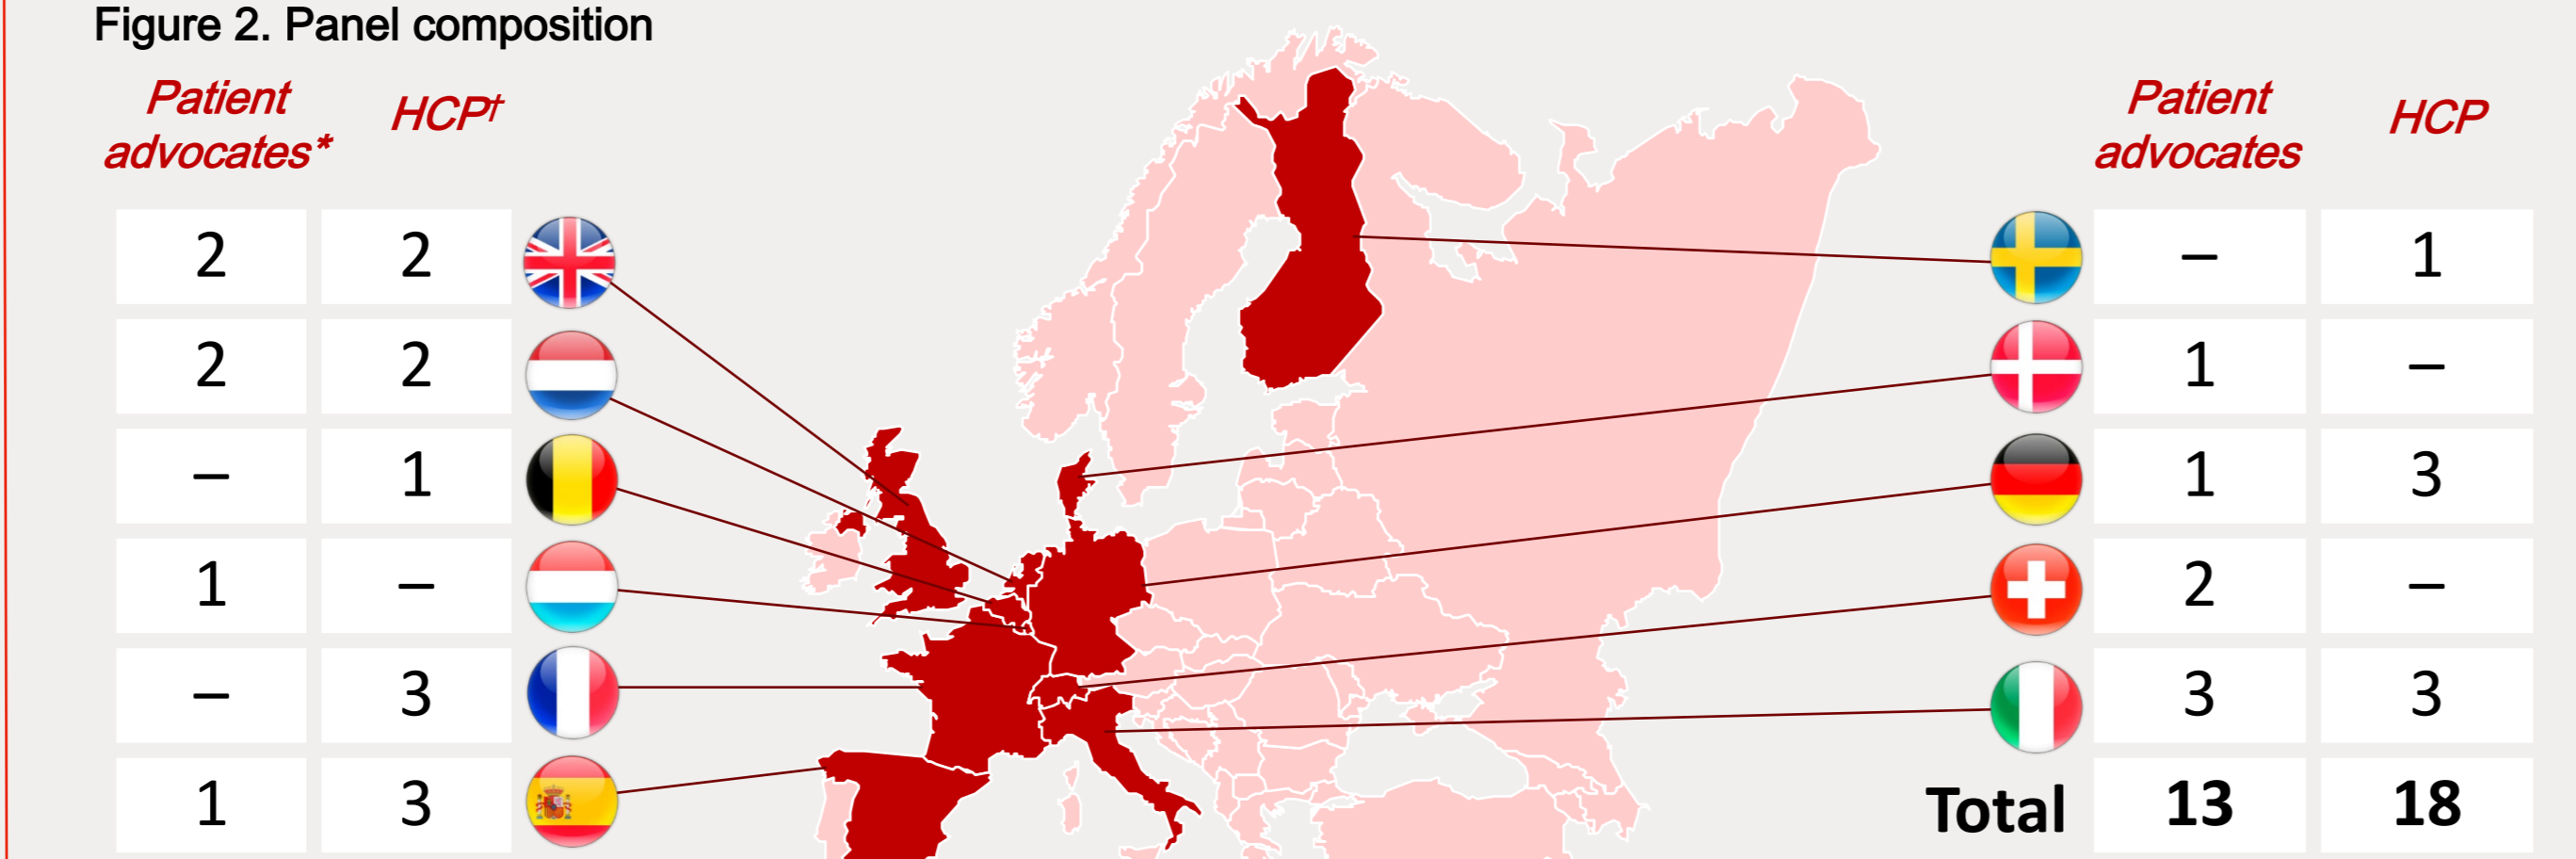 Figure 2. Panel composition
Patient
advocates*
HCP†
2 2
2 2
– 1
1 –
– 3
1 3
Patient
advocates
HCP
– 1
1 –
1 3
2 –
3 3
Total 13 18